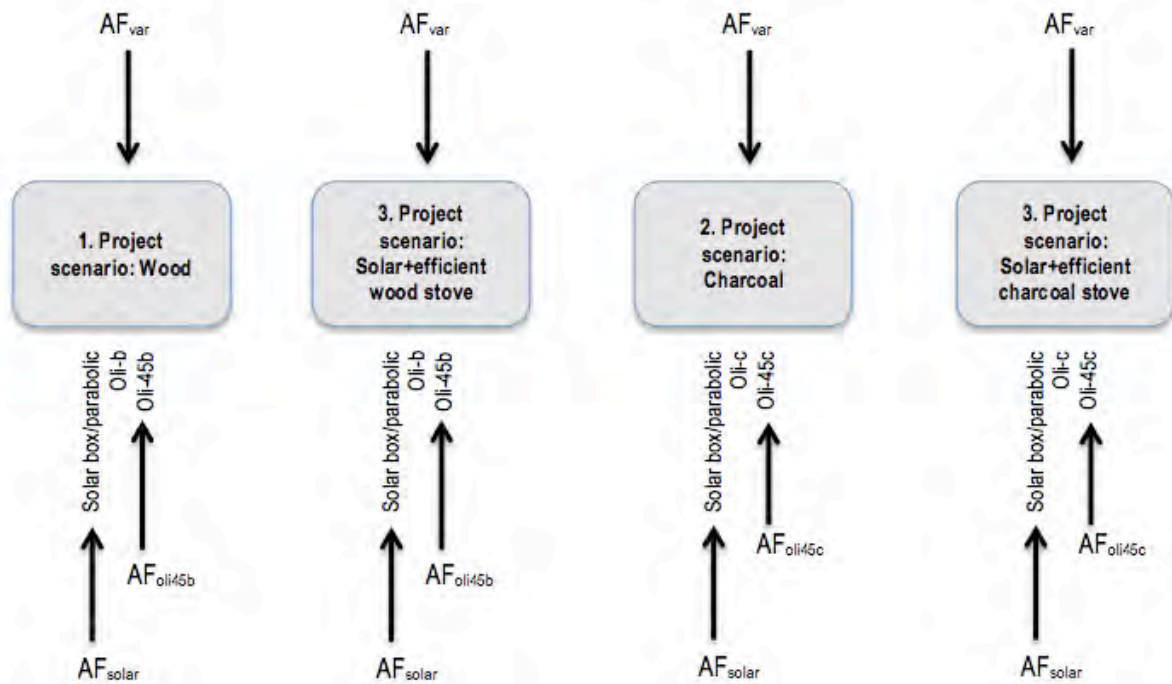 AFvar
AFvar
AFvar
AFvar
1. Project
scenario: Wood
3. Project
scenario:
Solar+efficient
wood stove
2. Project
scenario:
Charcoal
3. Project
scenario:
Solar+efficient
charcoal stove
Solar box/parabolic
Oli-b
Oli-45b
Solar box/parabolic
Oli-b
Oli-45b
Solar box/parabolic
Oli-c
Oli-45c
Solar box/parabolic
Oli-c
Oli-45c
AFoli45b
AFoli45b
AFoli45c
AFoli45c
AFsolar
AFsolar
AFsolar
AFsolar